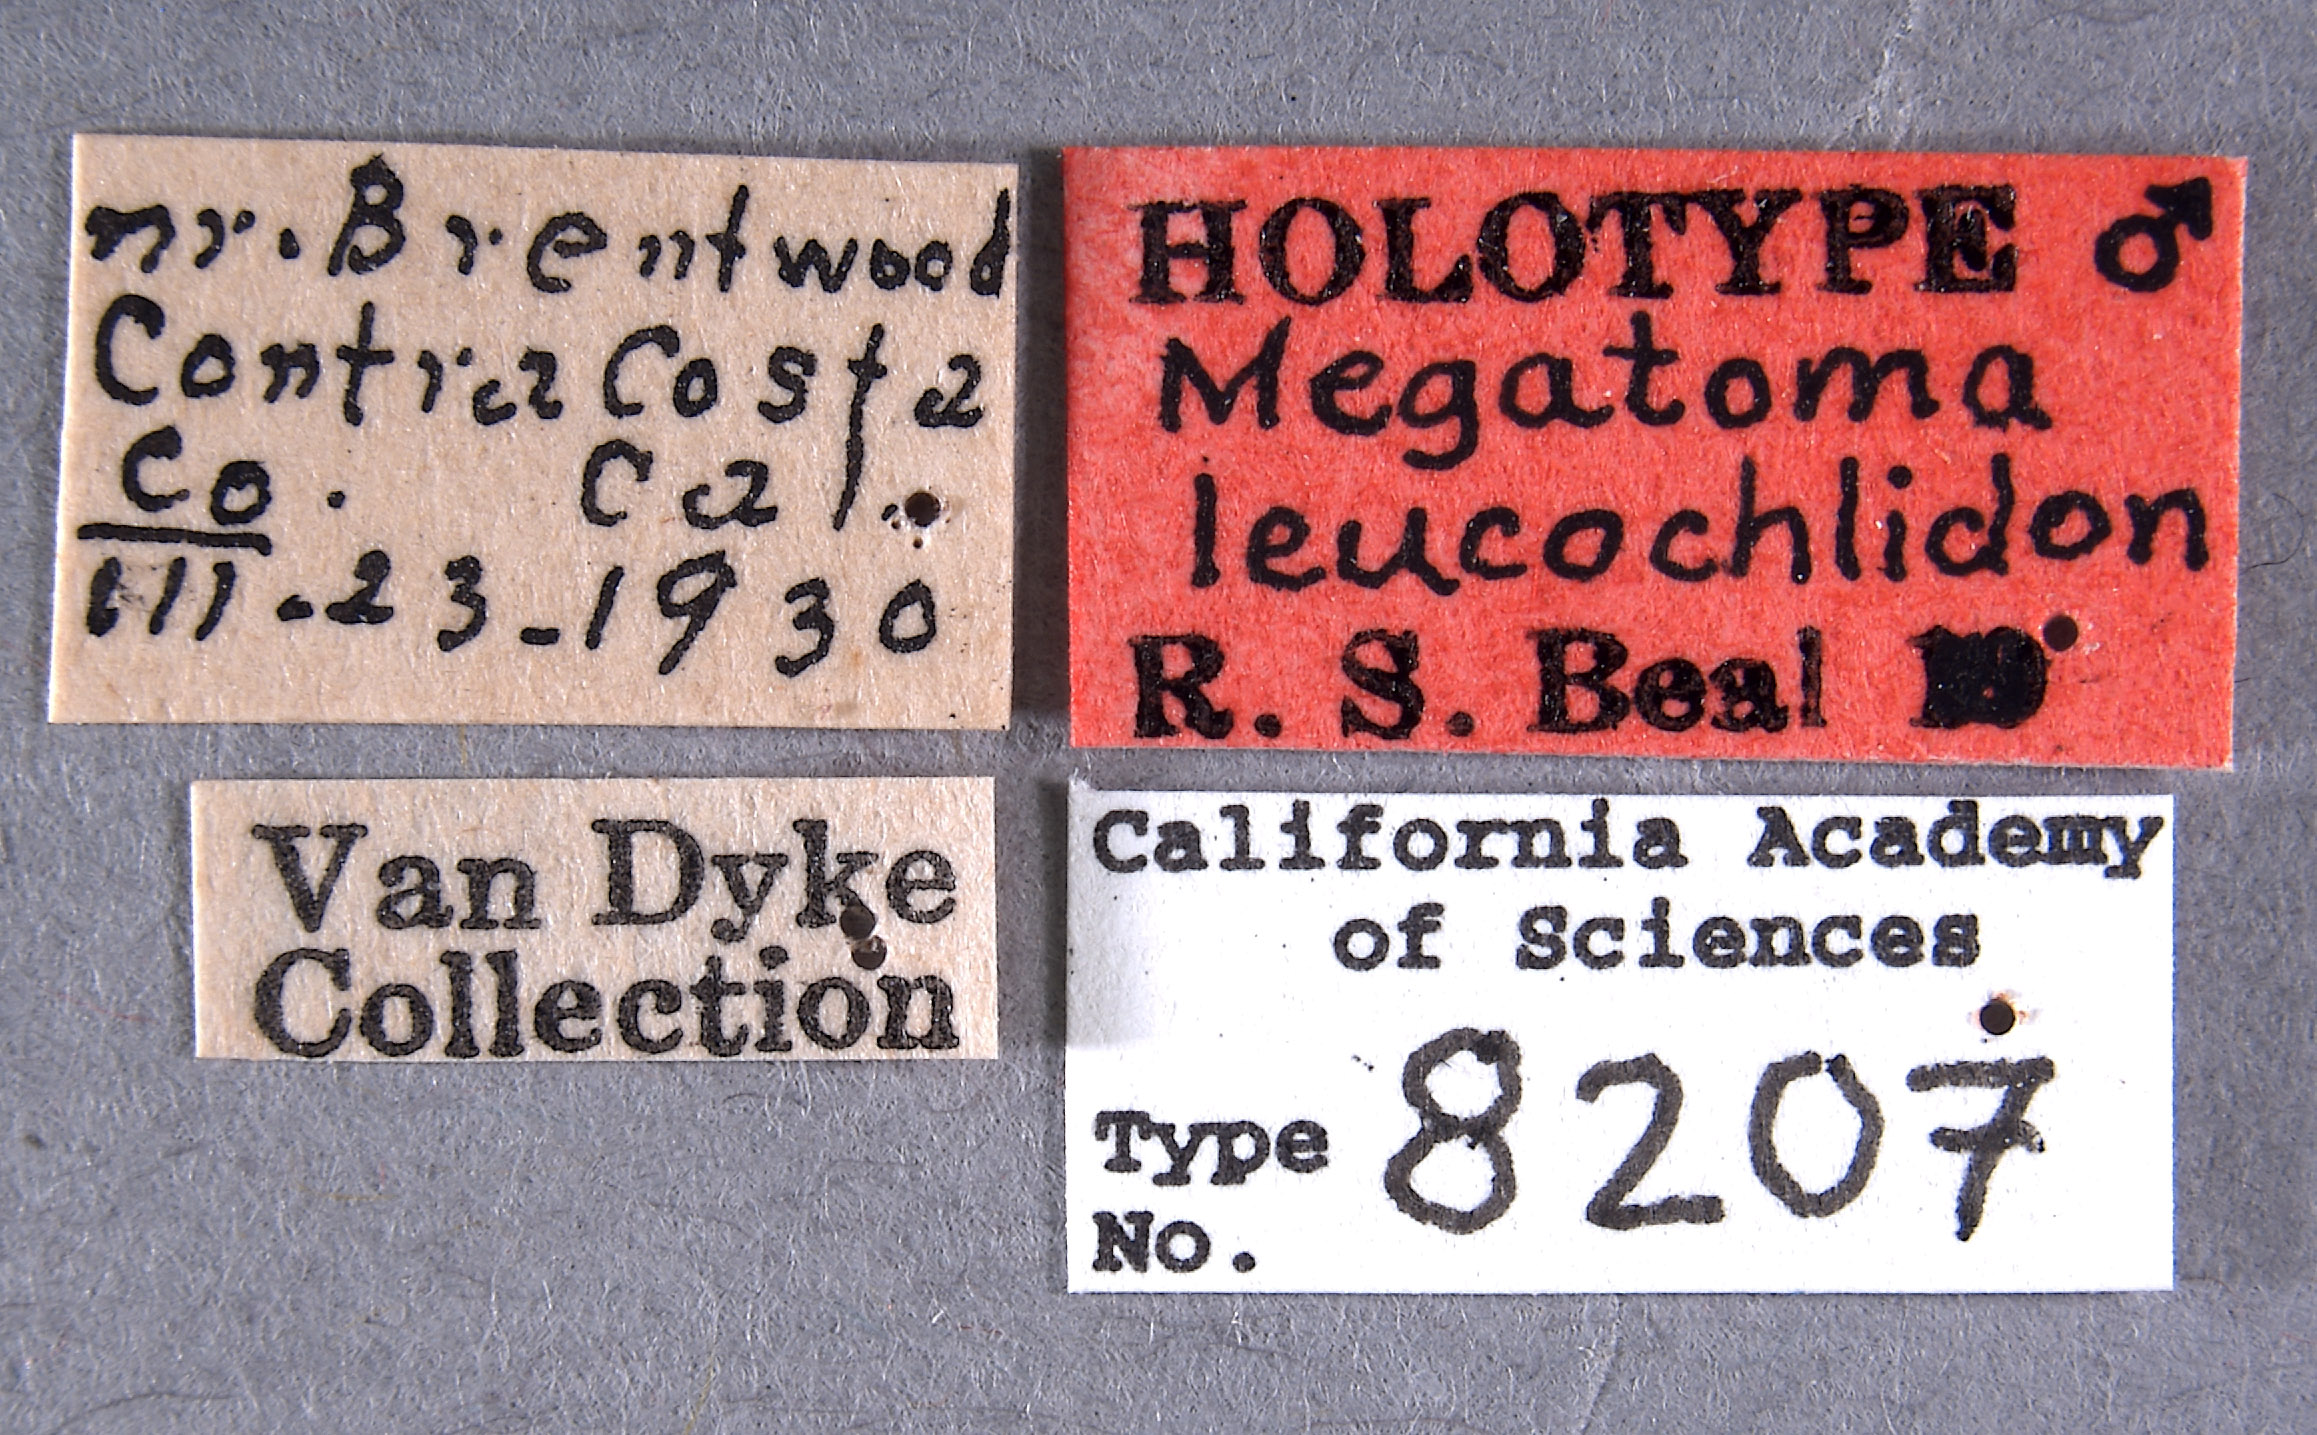 nr. Brentwood
Contra Costa
Co. Cal.
III-23-1930
HOLOTYPE ♂
Megatoma
leucochlidon
R. S. Beal
Van Dyke
Collection
California Academy
of Sciences
Type
No. 8207